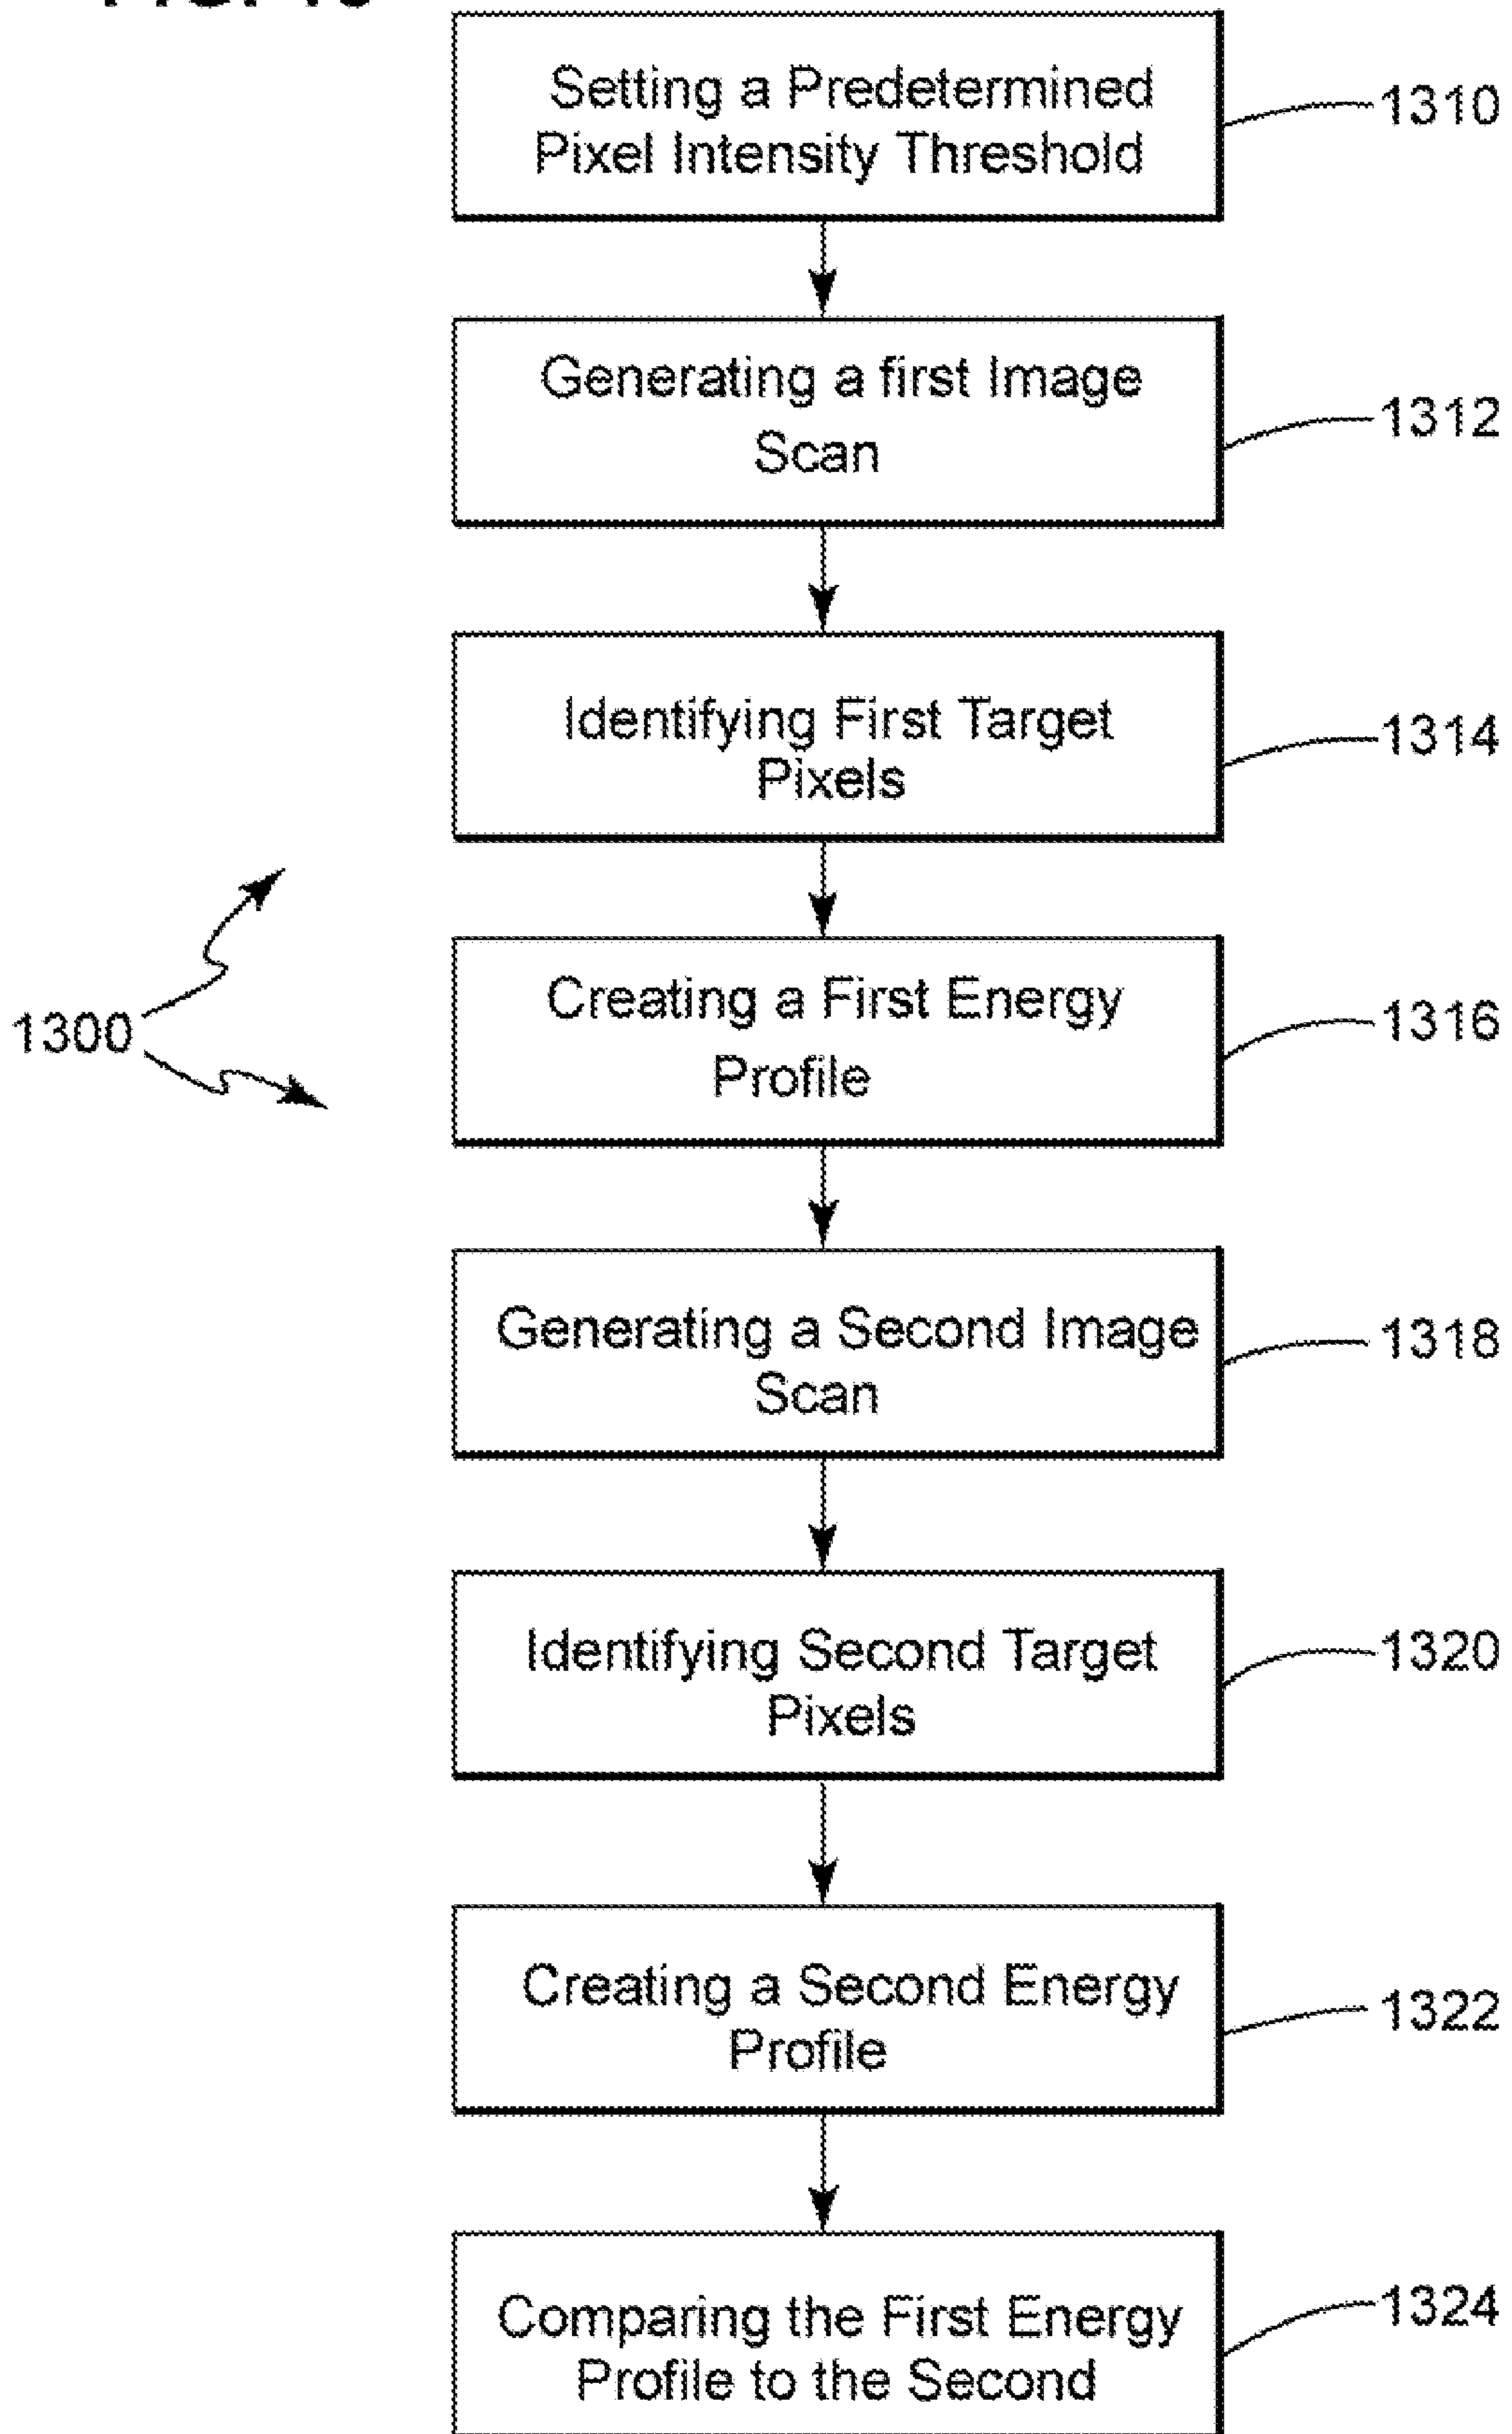 Setting a Predetermined
Pixel Intensity Threshold
1310
Generating a first Image
Scan
1312
Identifying First Target
Pixels
1314
Creating a First Energy
Profile
1316
1300
Generating a Second Image
Scan
1318
Identifying Second Target
Pixels
1320
Creating a Second Energy
Profile
1322
Comparing the First Energy
Profile to the Second
1324